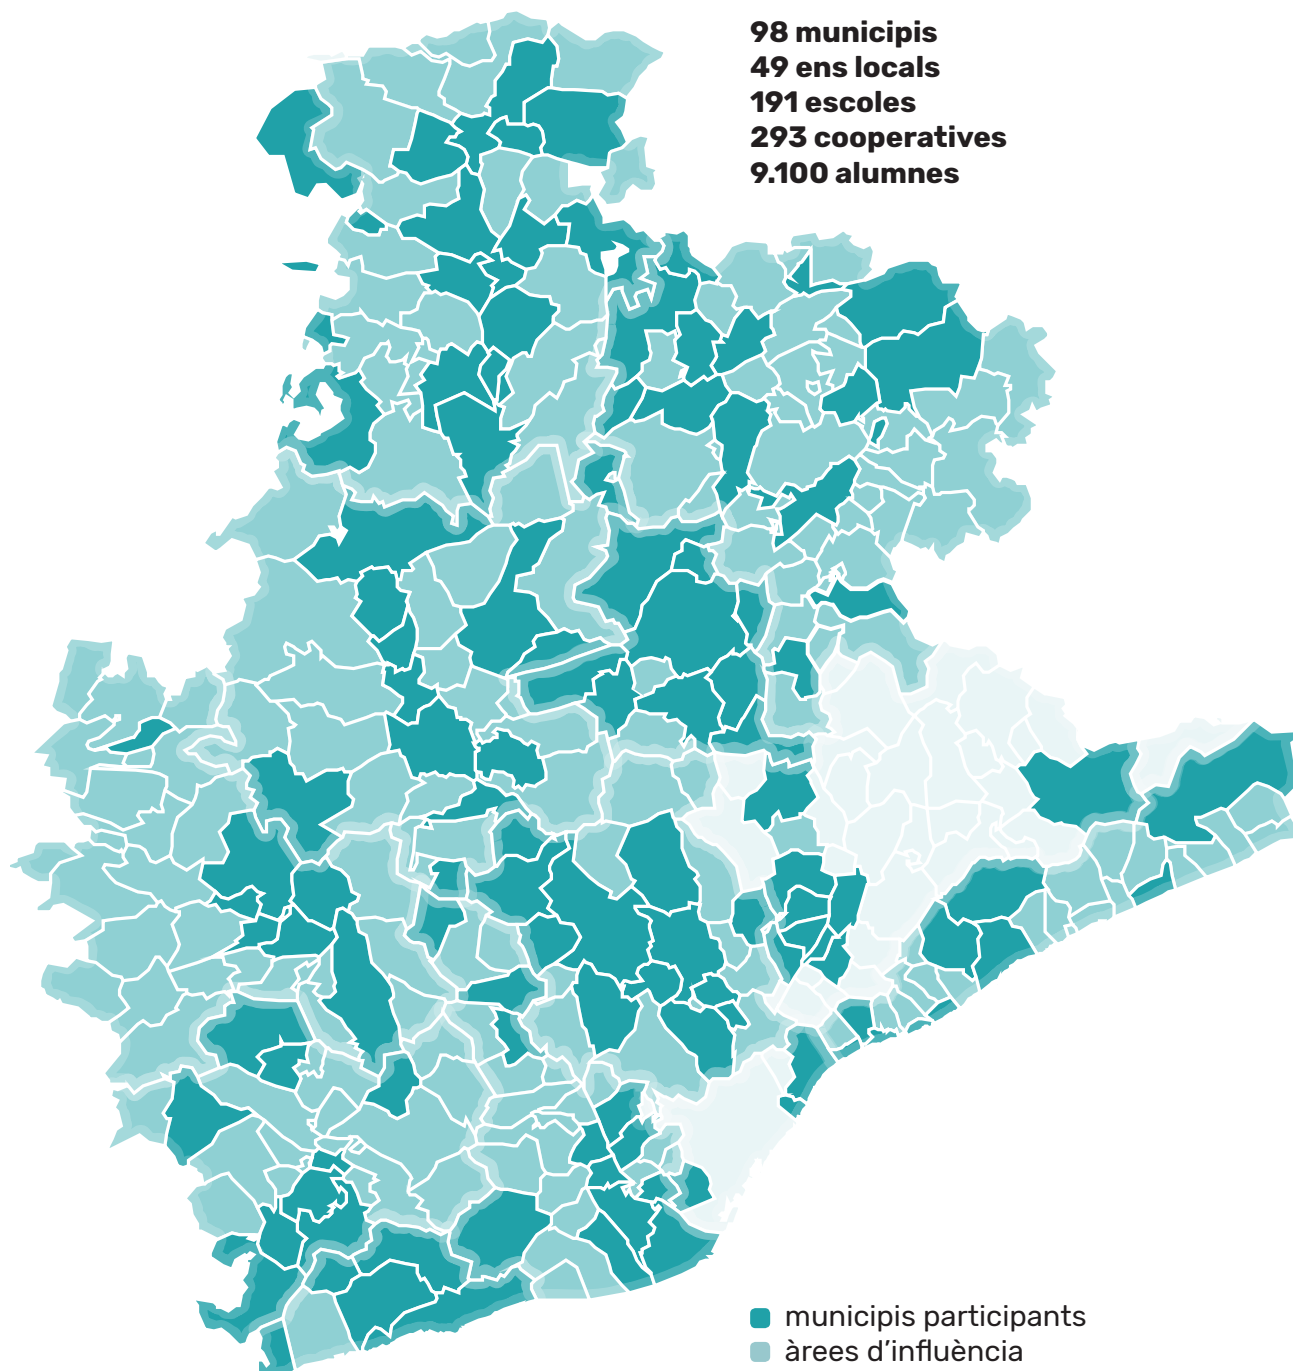 98 municipis
49 ens locals
191 escoles
293 cooperatives
9.100 alumnes
municipis participants
àrees d’influència